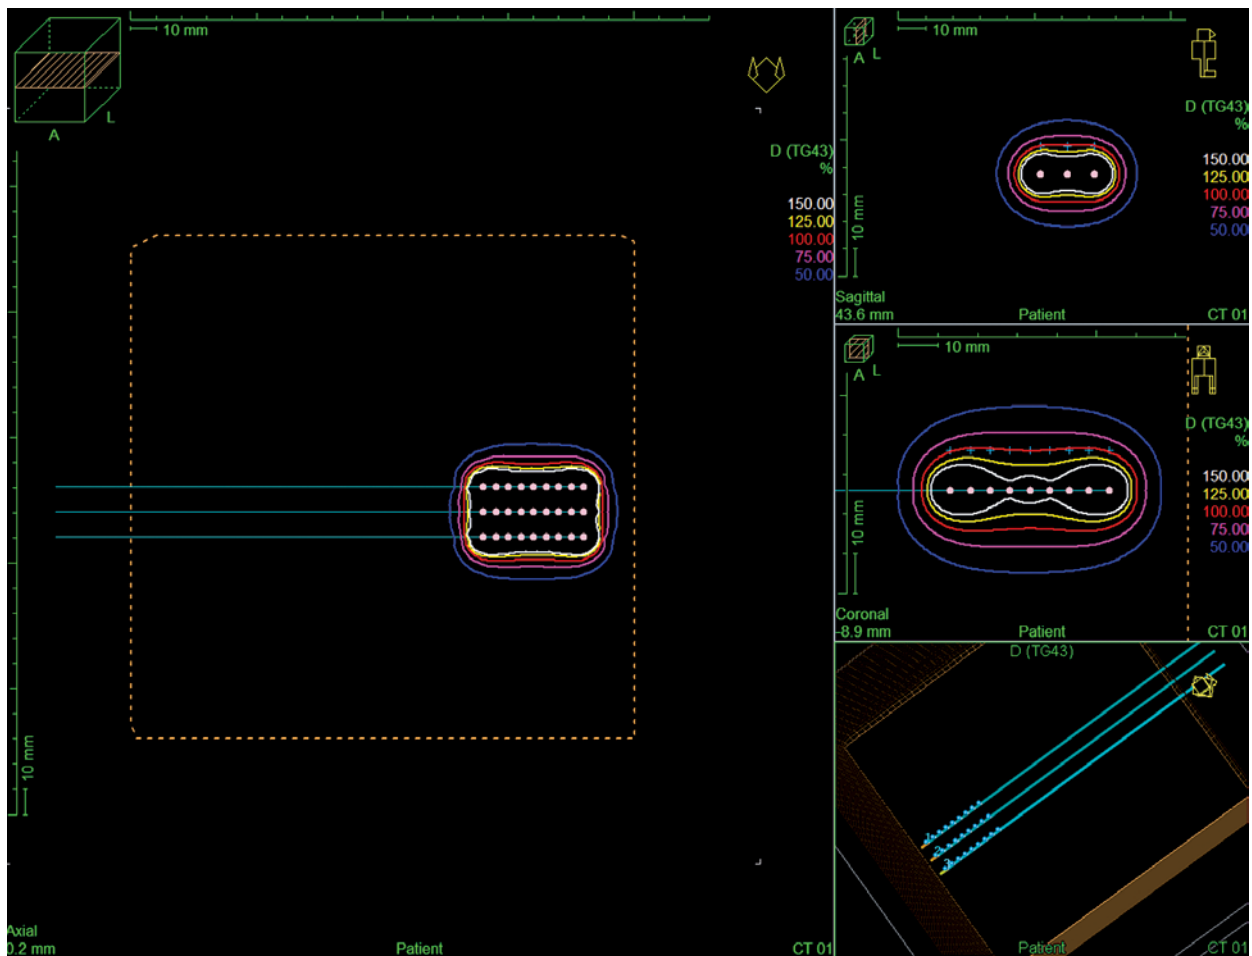 10 mm
A
L
D (TG43)
%
150.00
125.00
100.00
75.00
50.00
10 mm
Axial
0.2 mm
Patient
CT 01
10 mm
A
L
D (TG43)
%
150.00
125.00
100.00
75.00
50.00
10 mm
Sagittal
43.6 mm
Patient
CT 01
10 mm
A
L
D (TG43)
%
150.00
125.00
100.00
75.00
50.00
10 mm
Coronal
-8.9 mm
Patient
CT 01
D (TG43)
1
2
3
Patient
CT 01